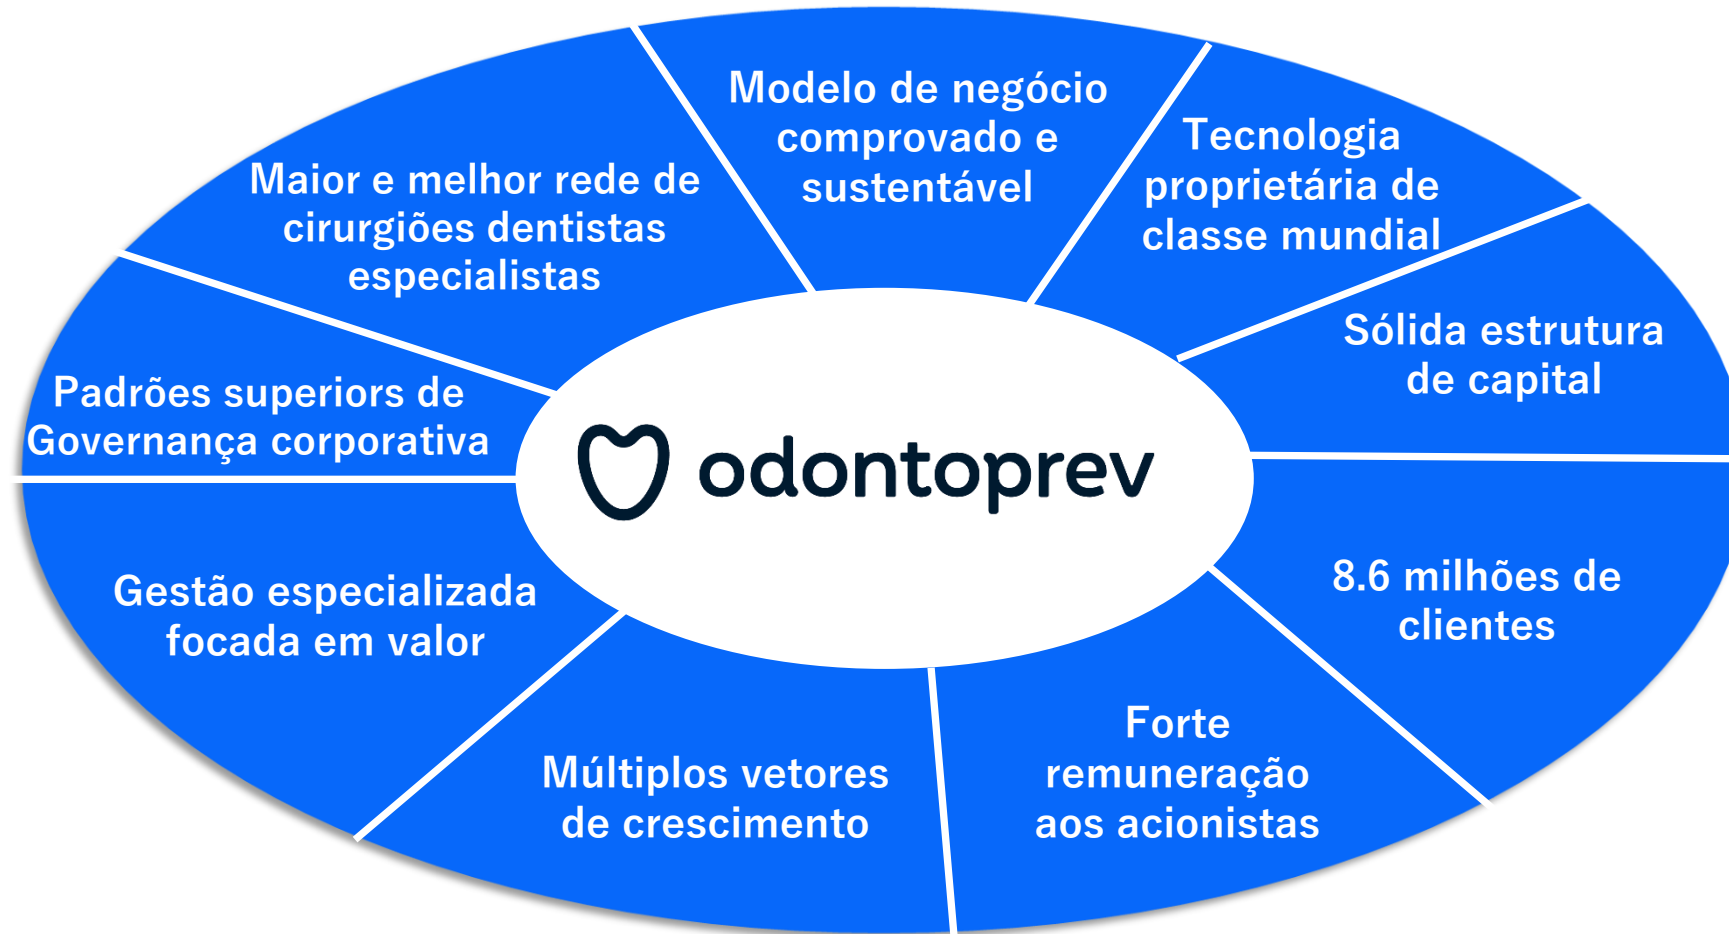 Modelo de negócio
comprovado e
sustentável
Tecnologia
proprietária de
classe mundial
Sólida estrutura
de capital
8.6 milhões de
clientes
Forte
remuneração
aos acionistas
Múltiplos vetores
de crescimento
Gestão especializada
focada em valor
Padrões superiors de
Governança corporativa
Maior e melhor rede de
cirurgiões dentistas
especialistas
odontoprev